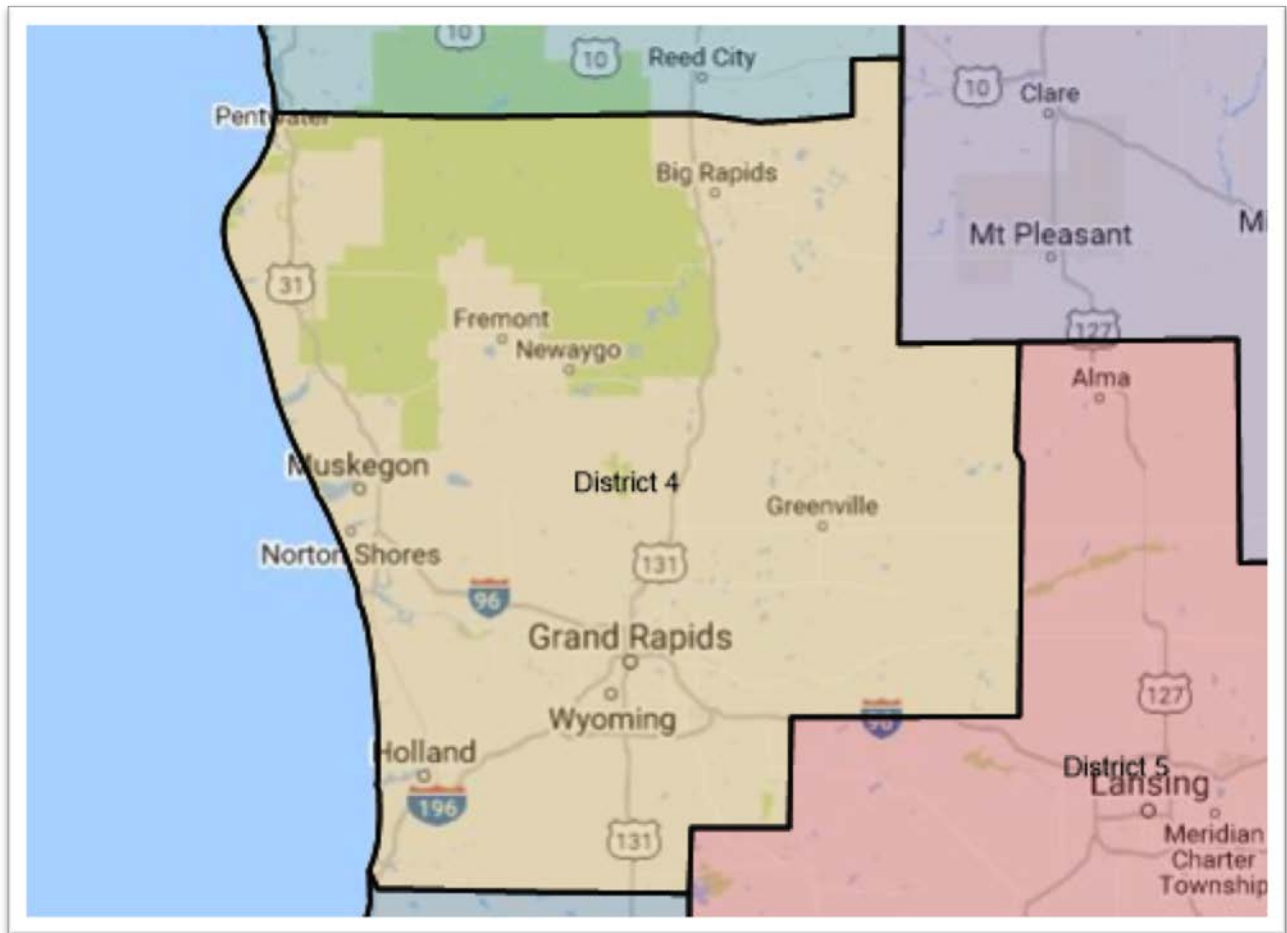 10
10
Reed City
10
Clare
Pentwater
Big Rapids
Mt Pleasant
Mi
31
127
Fremont
Newaygo
Alma
Muskegon
District 4
Greenville
Norton Shores
131
96
Grand Rapids
127
Wyoming
Holland
District 5
Lansing
196
131
Meridian
Charter
Township